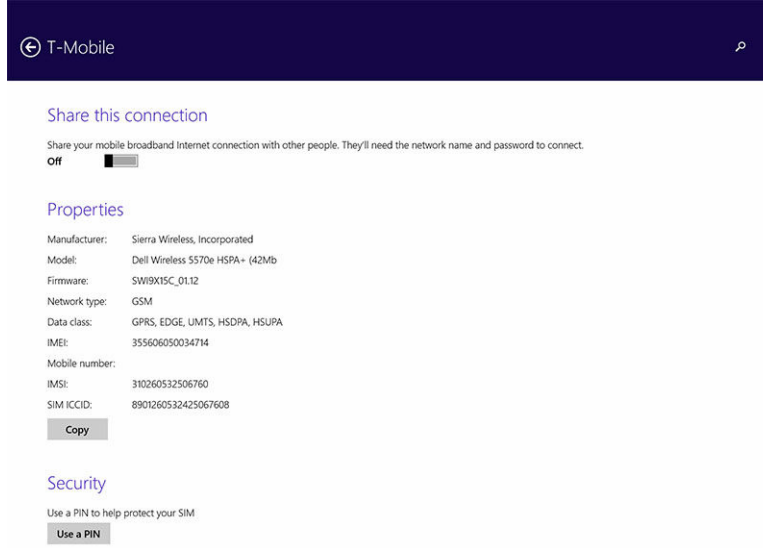 T-Mobile
Share this connection
Share your mobile broadband Internet connection with other people. They'll need the network name and password to connect.
Off
Properties
Manufacturer: Sierra Wireless, Incorporated
Model: Dell Wireless 5570e HSPA+ (42Mb
Firmware: SWI9X15C_01.12
Network type: GSM
Data class: GPRS, EDGE, UMTS, HSDPA, HSUPA
IMEI: 355606050034714
Mobile number:
IMSI: 310260532506760
SIM ICCID: 8901260532425067608
Copy
Security
Use a PIN to help protect your SIM
Use a PIN